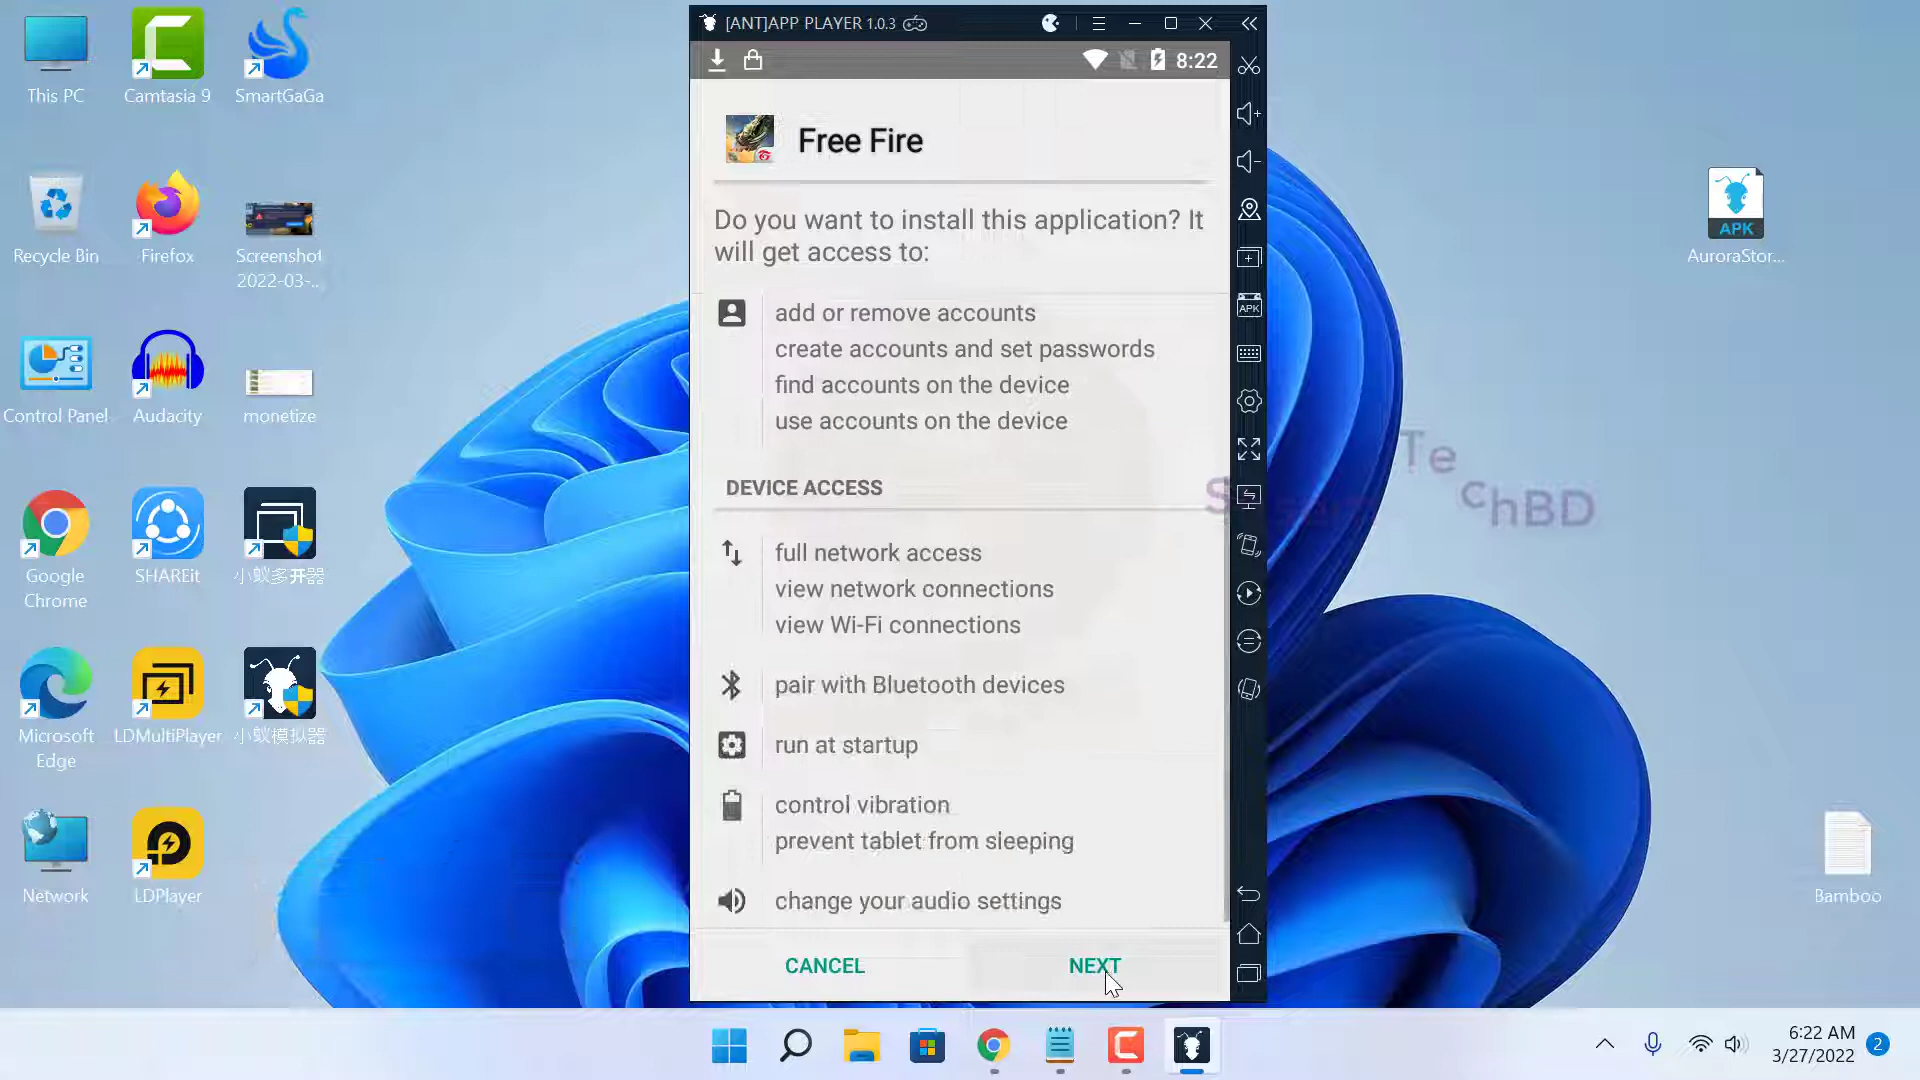 [ANT]APP PLAYER 1.0.3
8:22
Free Fire
Do you want to install this application? It
will get access to:
add or remove accounts
create accounts and set passwords
find accounts on the device
use accounts on the device
DEVICE ACCESS
full network access
view network connections
view Wi-Fi connections
pair with Bluetooth devices
run at startup
control vibration
prevent tablet from sleeping
change your audio settings
CANCEL
NEXT
APK
This PC
Camtasia 9
SmartGaGa
Recycle Bin
Firefox
Screenshot
2022-03-..
Control Panel
Audacity
monetize
Google
Chrome
SHAREit
小蚁多开器
Microsoft
Edge
LDMultiPlayer
小蚁模拟器
Network
LDPlayer
APK
AuroraStor...
Te
chBD
Bamboo
6:22 AM
3/27/2022
2